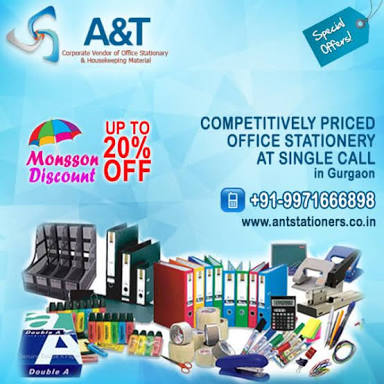 A&T
Corporate Vendor of Office Stationary
& Housekeeping Material
Special
Offers!
UP TO
20%
OFF
Monsson
Discount
COMPETITIVELY PRICED
OFFICE STATIONERY
AT SINGLE CALL
in Gurgaon
+91-9971666898
www.antstationers.co.in
Double A
A
Double A